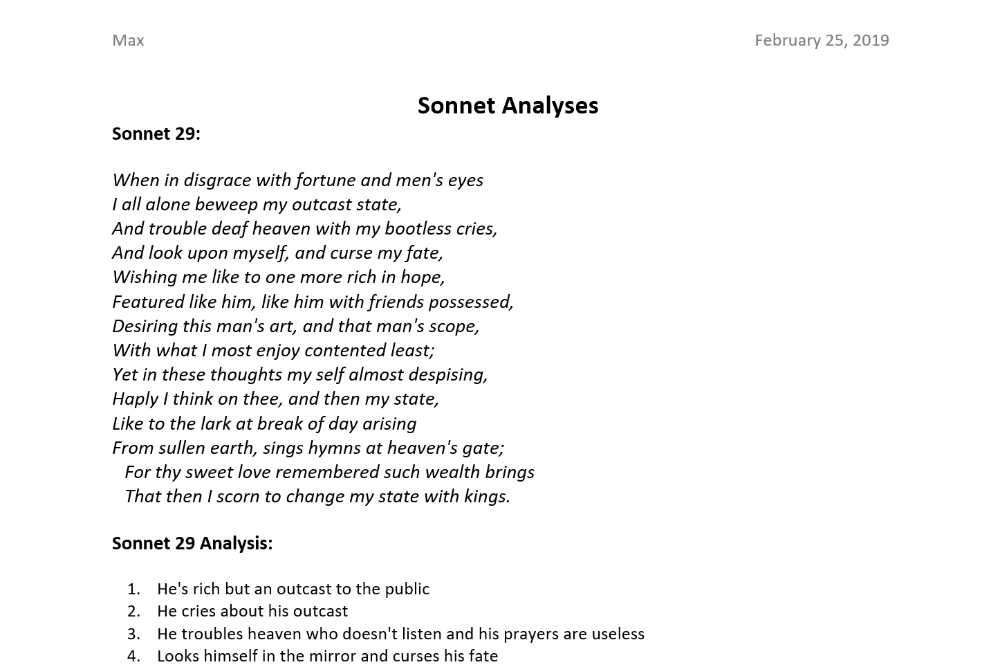 Max February 25, 2019
Sonnet Analyses
Sonnet 29:
When in disgrace with fortune and men's eyes
I all alone beweep my outcast state,
And trouble deaf heaven with my bootless cries,
And look upon myself, and curse my fate,
Wishing me like to one more rich in hope,
Featured like him, like him with friends possessed,
Desiring this man's art, and that man's scope,
With what I most enjoy contented least;
Yet in these thoughts my self almost despising,
Haply I think on thee, and then my state,
Like to the lark at break of day arising
From sullen earth, sings hymns at heaven's gate;
For thy sweet love remembered such wealth brings
That then I scorn to change my state with kings.
Sonnet 29 Analysis:
1. He's rich but an outcast to the public
2. He cries about his outcast
3. He troubles heaven who doesn't listen and his prayers are useless
4. Looks himself in the mirror and curses his fate